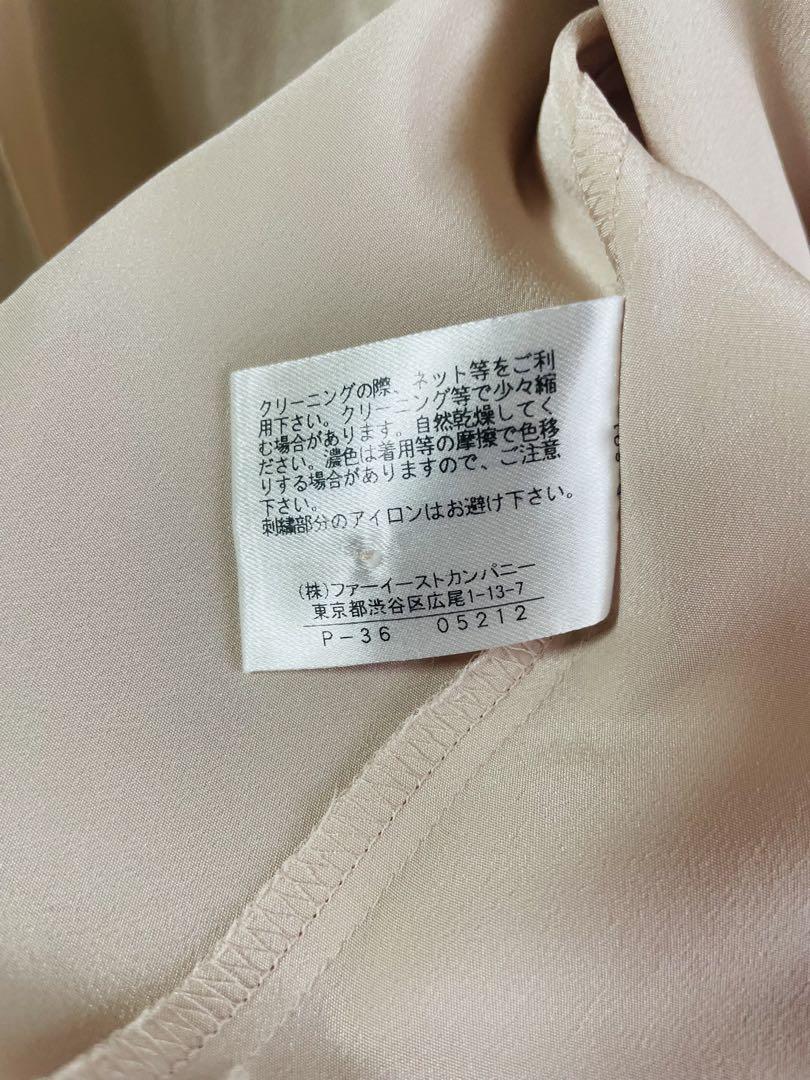 クリーニングの際、ネット等をご利
用下さい。クリーニング等で少々縮
む場合があります。自然乾燥してく
ださい。濃色は着用等の摩擦で色移
りする場合がありますので、ご注意
下さい。
刺繍部分のアイロンはお避け下さい。
(株)ファーイーストカンパニー
東京都渋谷区広尾1-13-7
P-36 05212